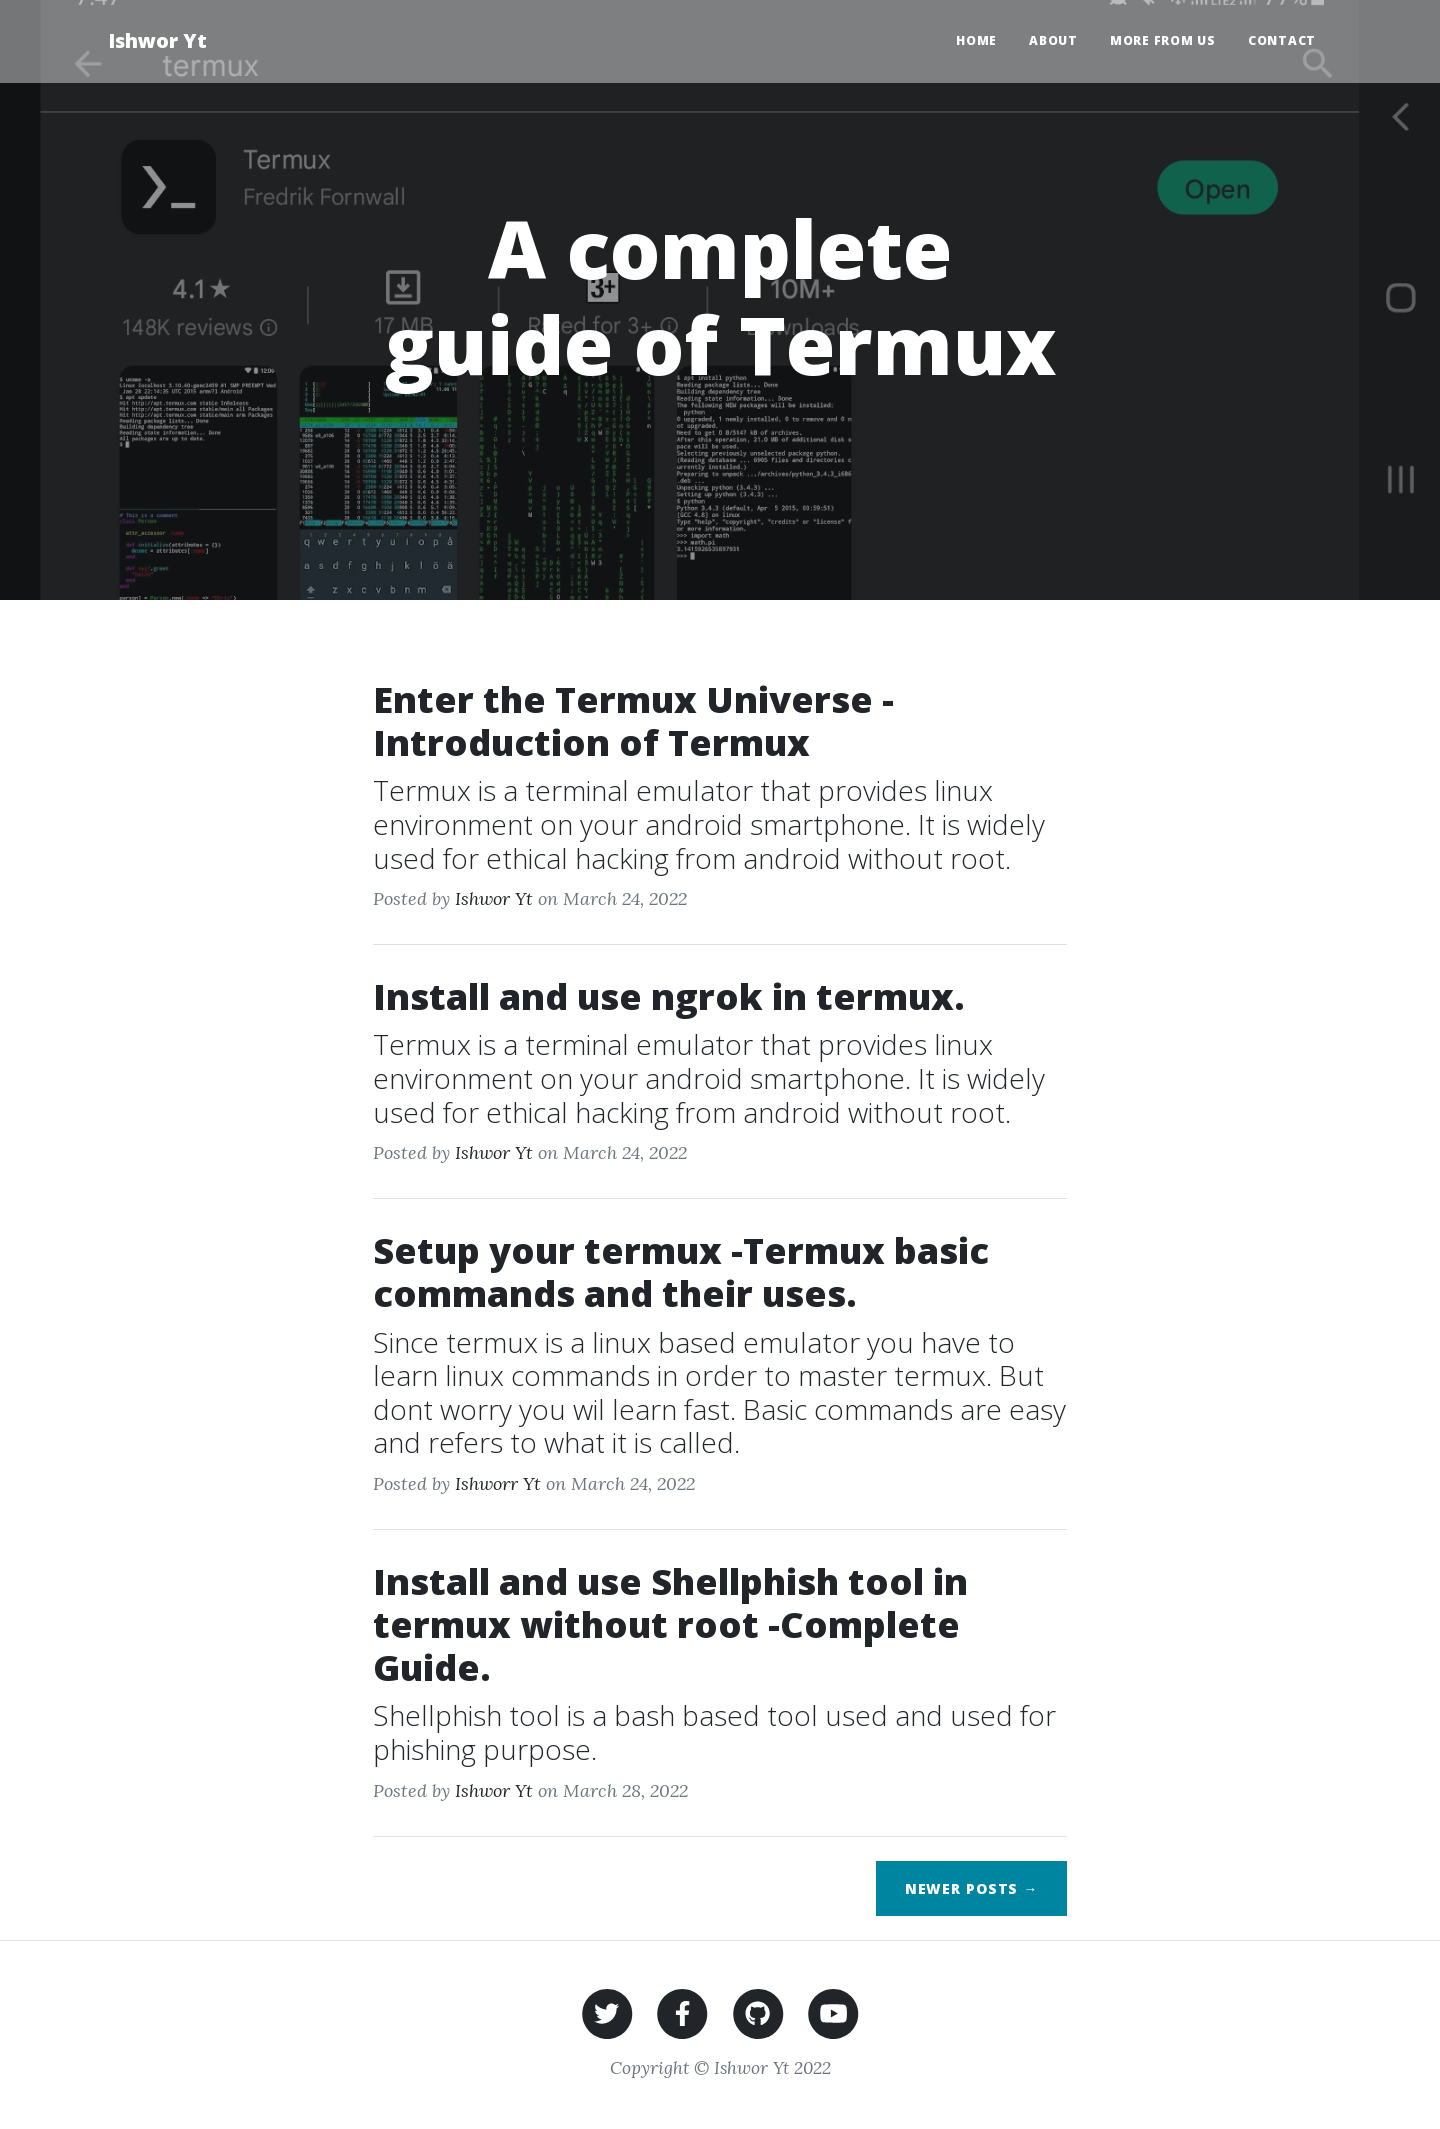 Ishwor Yt
HOME ABOUT MORE FROM US CONTACT
termux
Termux
Fredrik Fornwall
Open
A complete
guide of Termux
4.1★ 3+ 10M+
148K reviews 17 MB Rated for 3+ Downloads
Enter the Termux Universe -
Introduction of Termux
Termux is a terminal emulator that provides linux
environment on your android smartphone. It is widely
used for ethical hacking from android without root.
Posted by Ishwor Yt on March 24, 2022
Install and use ngrok in termux.
Termux is a terminal emulator that provides linux
environment on your android smartphone. It is widely
used for ethical hacking from android without root.
Posted by Ishwor Yt on March 24, 2022
Setup your termux -Termux basic
commands and their uses.
Since termux is a linux based emulator you have to
learn linux commands in order to master termux. But
dont worry you wil learn fast. Basic commands are easy
and refers to what it is called.
Posted by Ishworr Yt on March 24, 2022
Install and use Shellphish tool in
termux without root -Complete
Guide.
Shellphish tool is a bash based tool used and used for
phishing purpose.
Posted by Ishwor Yt on March 28, 2022
NEWER POSTS →
Copyright © Ishwor Yt 2022